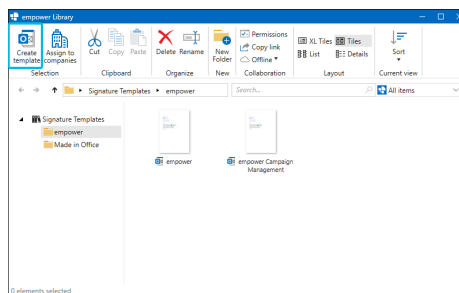 empower Library
Create template
Assign to companies
Cut
Copy
Paste
Delete
Rename
New Folder
Permissions
Copy link
Offline
XL Tiles
Tiles
List
Details
Sort
Selection
Clipboard
Organize
New
Collaboration
Layout
Current view
Signature Templates
empower
Search...
All items
Signature Templates
empower
Made in Office
empower
empower Campaign
Management
0 elements selected